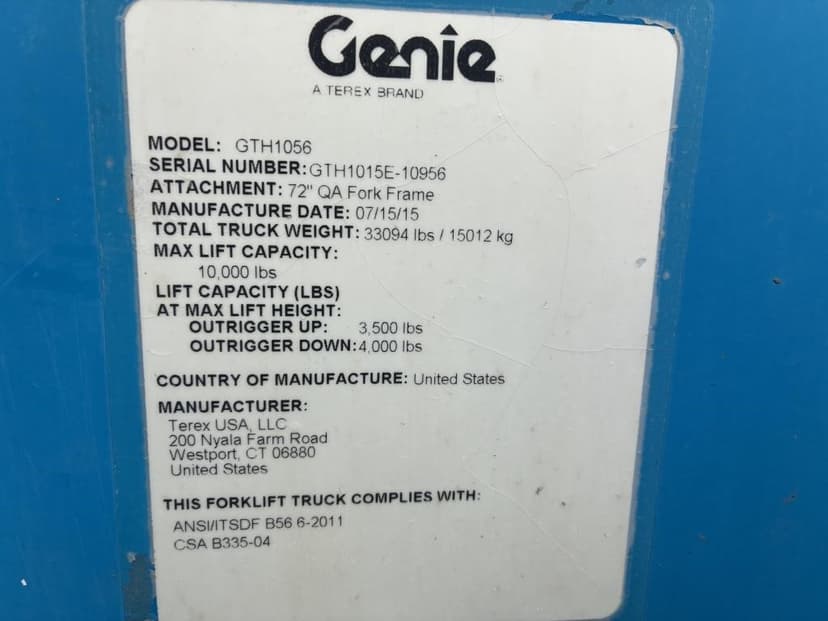 Genie
A TEREX BRAND
MODEL: GTH1056
SERIAL NUMBER: GTH1015E-10956
ATTACHMENT: 72" QA Fork Frame
MANUFACTURE DATE: 07/15/15
TOTAL TRUCK WEIGHT: 33094 lbs / 15012 kg
MAX LIFT CAPACITY:
10,000 lbs
LIFT CAPACITY (LBS)
AT MAX LIFT HEIGHT:
OUTRIGGER UP: 3,500 lbs
OUTRIGGER DOWN: 4,000 lbs
COUNTRY OF MANUFACTURE: United States
MANUFACTURER:
Terex USA, LLC
200 Nyala Farm Road
Westport, CT 06880
United States
THIS FORKLIFT TRUCK COMPLIES WITH:
ANSI/ITSDF B56 6-2011
CSA B335-04